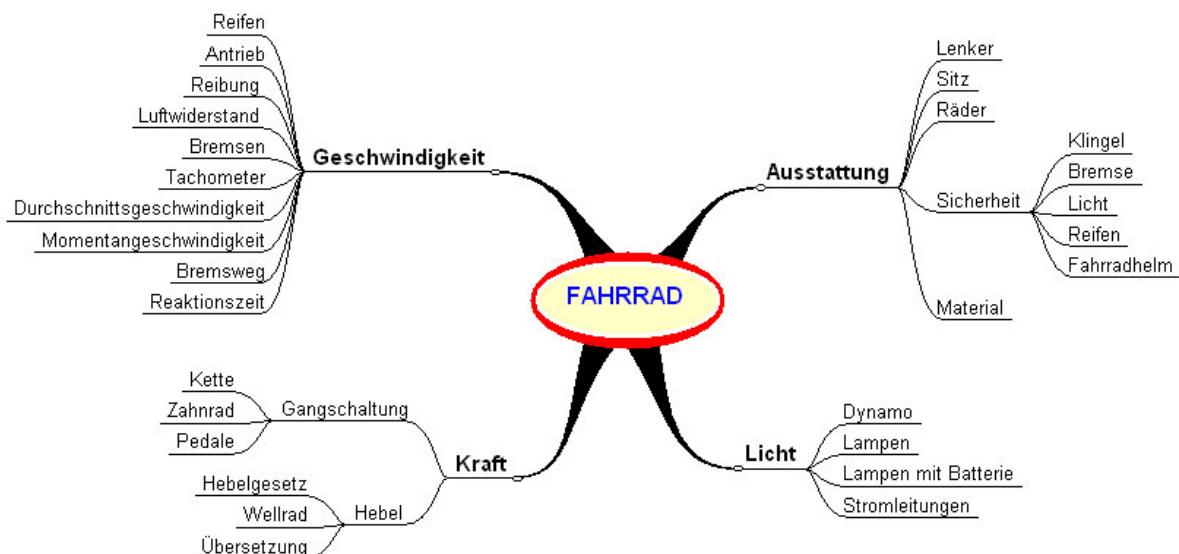 Reifen
Antrieb
Reibung
Luftwiderstand
Bremsen
Tachometer
Durchschnittsgeschwindigkeit
Momentangeschwindigkeit
Bremsweg
Reaktionszeit
Geschwindigkeit
Kette
Zahnrad
Pedale
Gangschaltung
Hebelgesetz
Wellrad
Übersetzung
Hebel
Kraft
FAHRRAD
Ausstattung
Lenker
Sitz
Räder
Sicherheit
Klingel
Bremse
Licht
Reifen
Fahrradhelm
Material
Licht
Dynamo
Lampen
Lampen mit Batterie
Stromleitungen